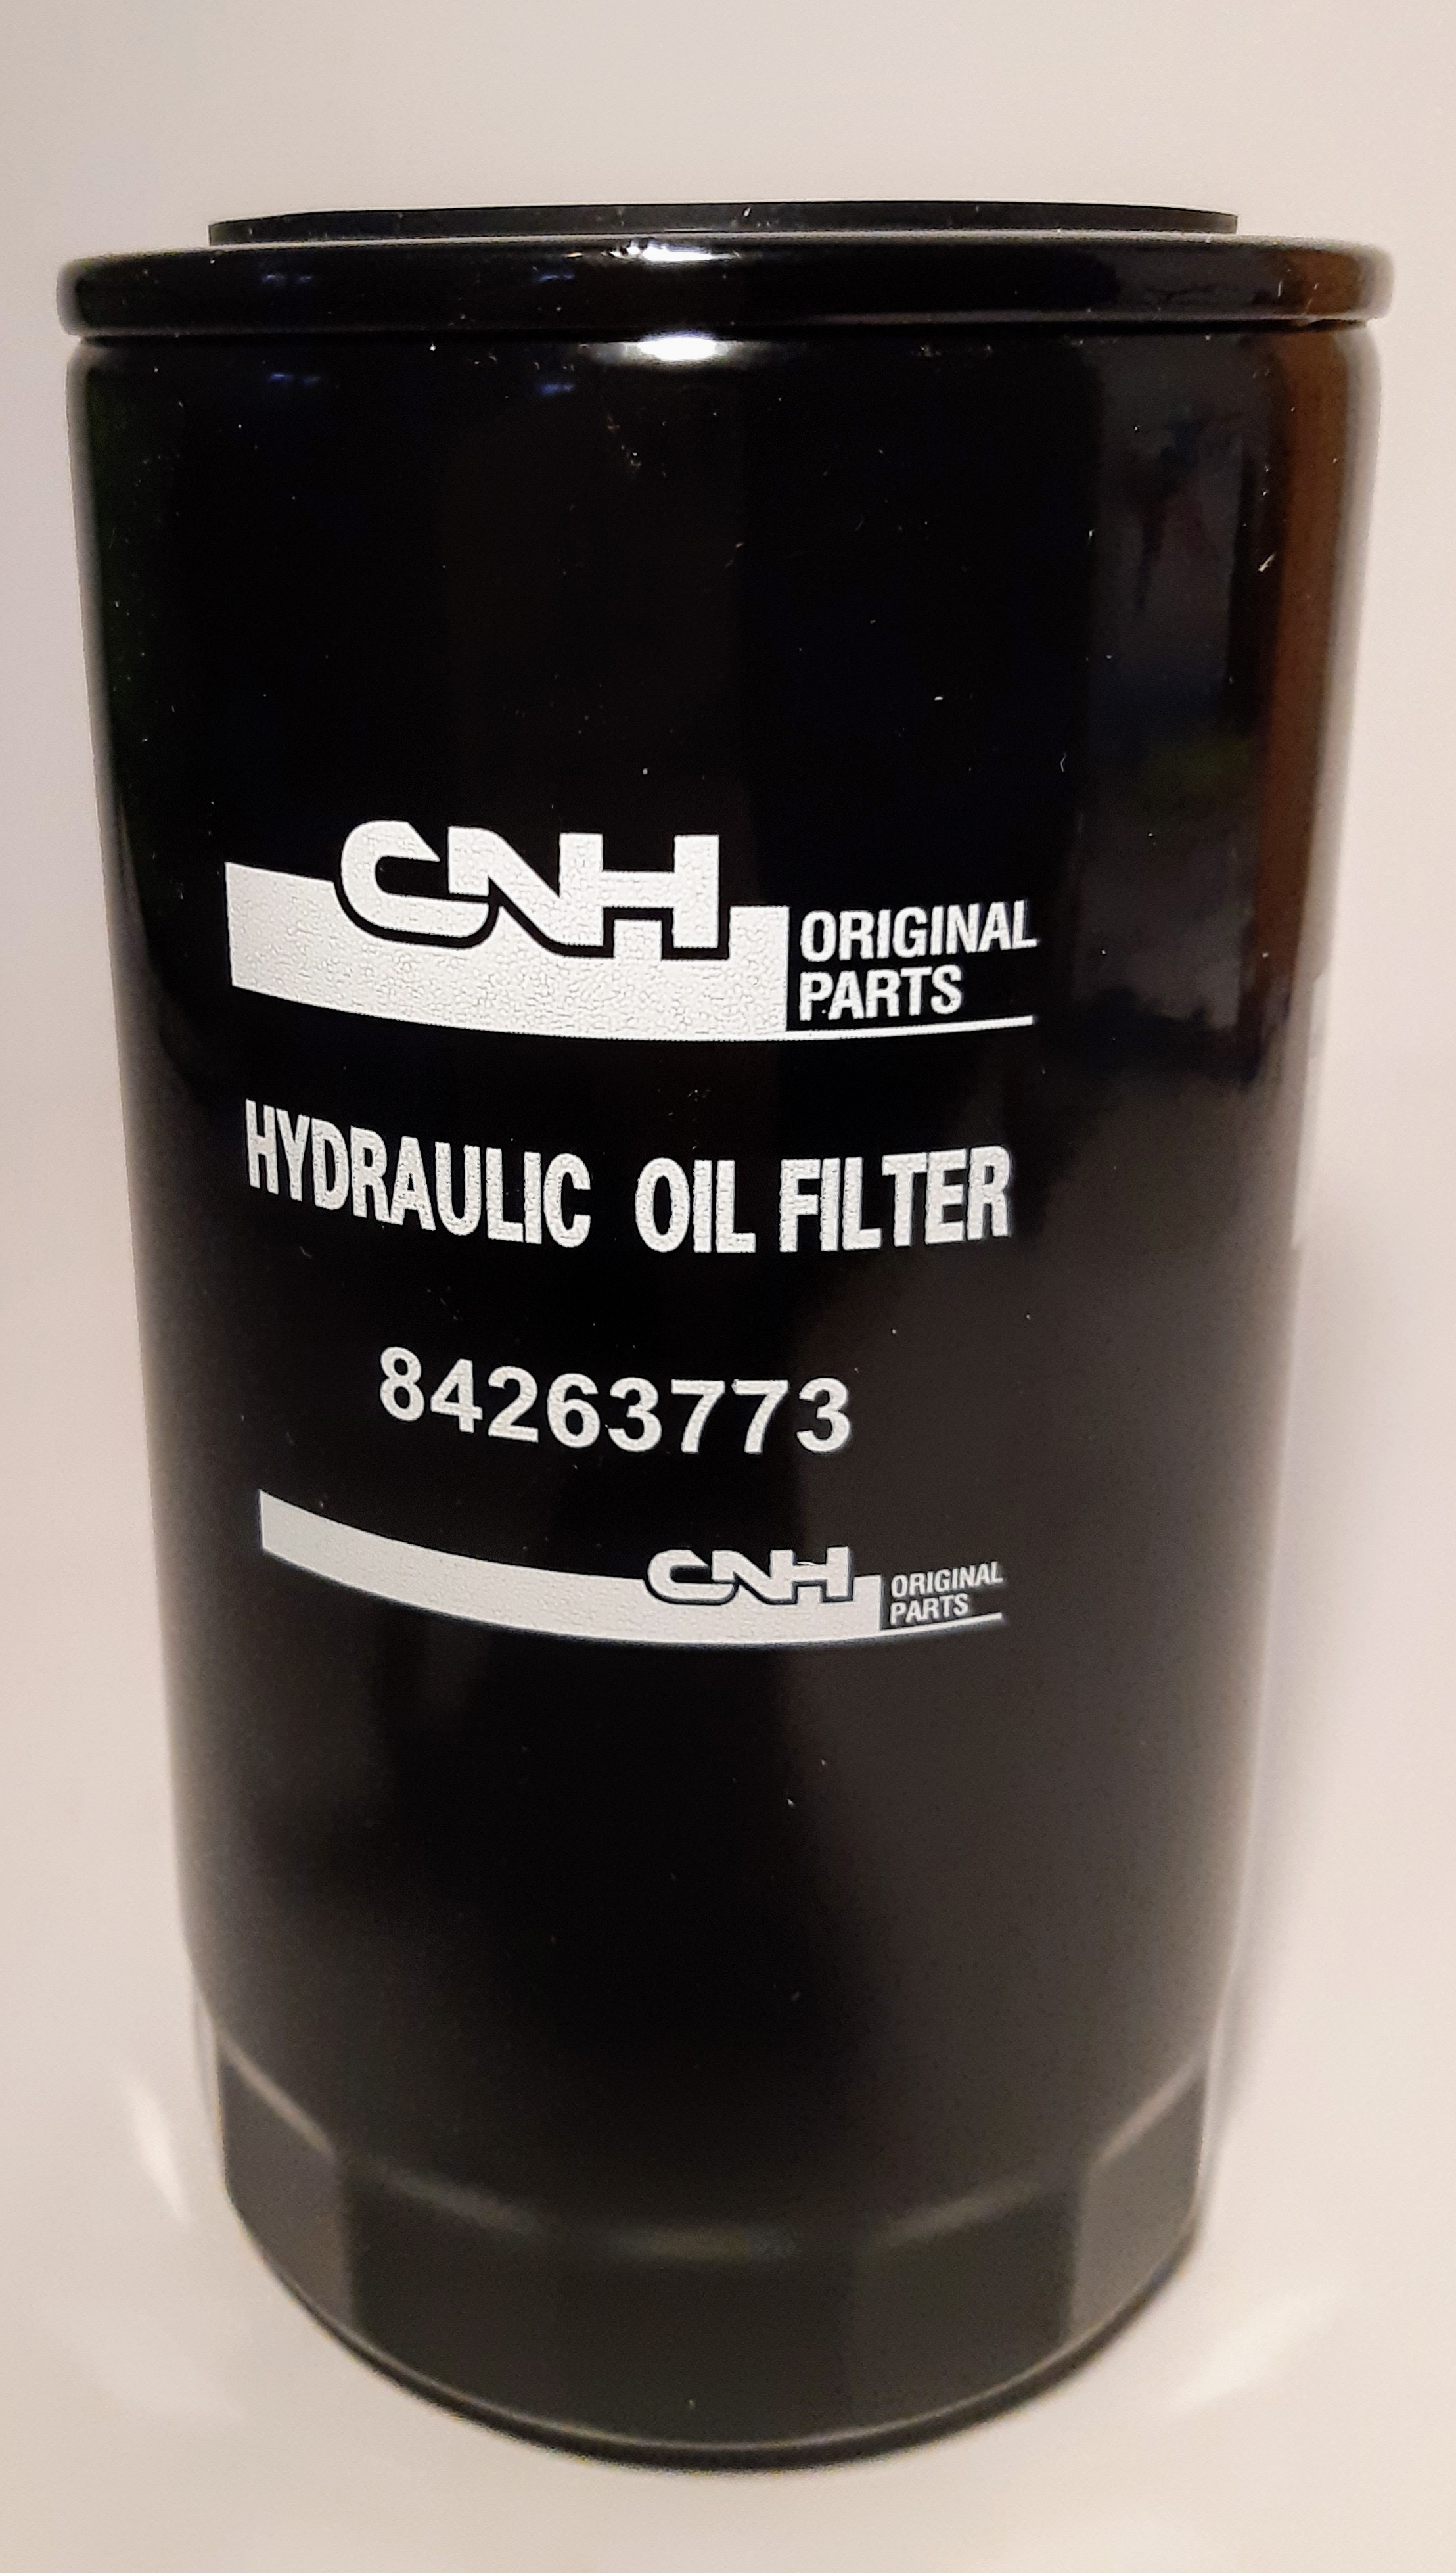 CNH ORIGINAL
PARTS
HYDRAULIC OIL FILTER
84263773
CNH ORIGINAL
PARTS